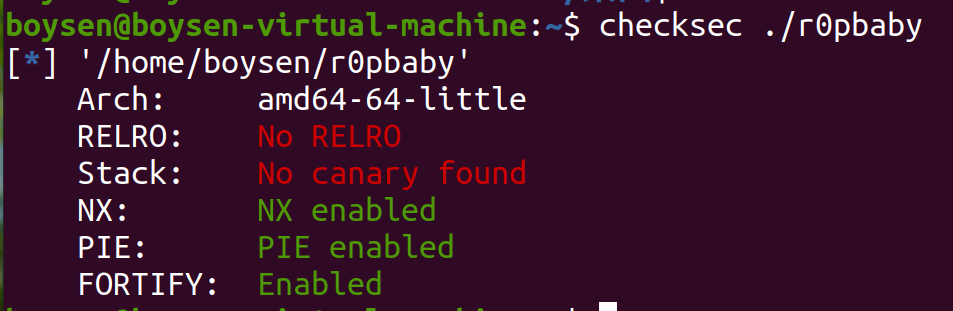 boysen@boysen-virtual-machine:~$ checksec ./r0pbaby
[*] '/home/boysen/r0pbaby'
    Arch:     amd64-64-little
    RELRO:    No RELRO
    Stack:    No canary found
    NX:       NX enabled
    PIE:      PIE enabled
    FORTIFY:  Enabled